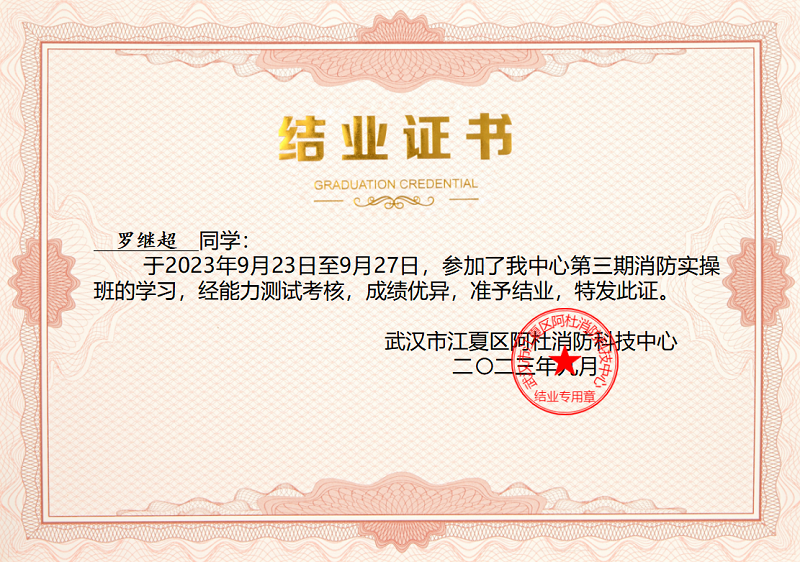 结业证书
GRADUATION CREDENTIAL
罗继超 同学：
于2023年9月23日至9月27日，参加了我中心第三期消防实操
班的学习，经能力测试考核，成绩优异，准予结业，特发此证。
武汉市江夏区阿杜消防科技中心
二〇二三年九月
武汉市江夏区阿杜消防科技中心
结业专用章